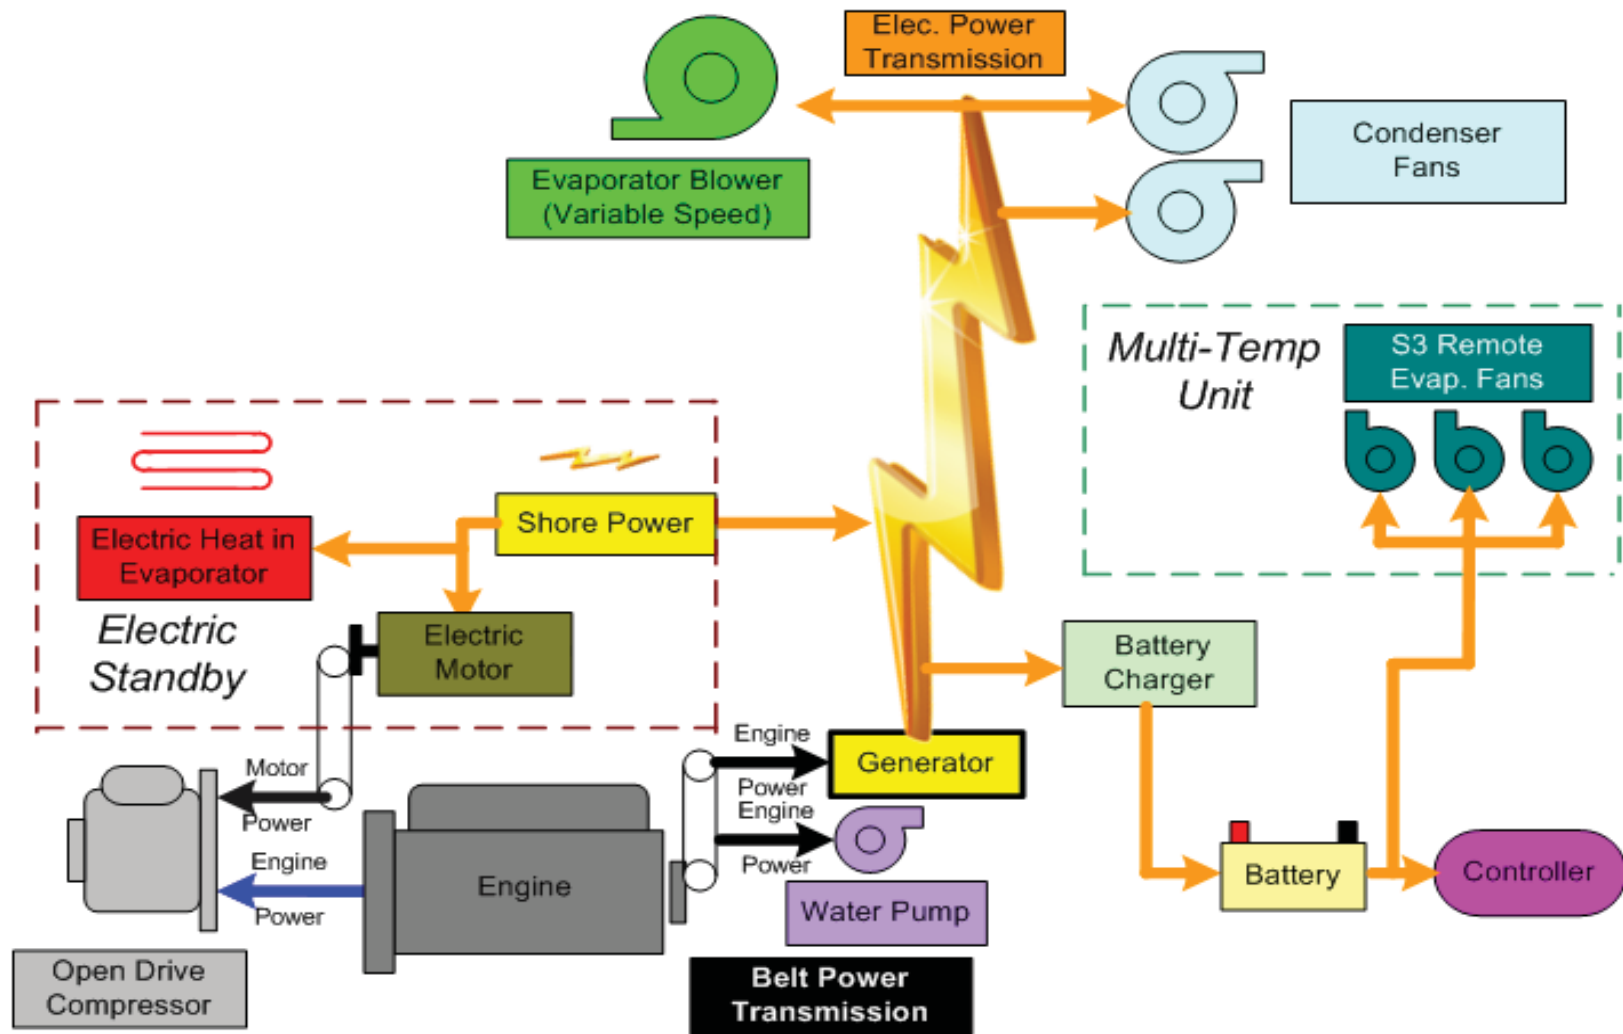 Elec. Power
Transmission
Evaporator Blower
(Variable Speed)
Condenser
Fans
Multi-Temp
Unit
S3 Remote
Evap. Fans
Shore Power
Electric Heat in
Evaporator
Electric
Standby
Electric
Motor
Battery
Charger
Motor
Power
Engine
Power
Engine
Power
Engine
Power
Generator
Engine
Water Pump
Battery
Controller
Open Drive
Compressor
Belt Power
Transmission